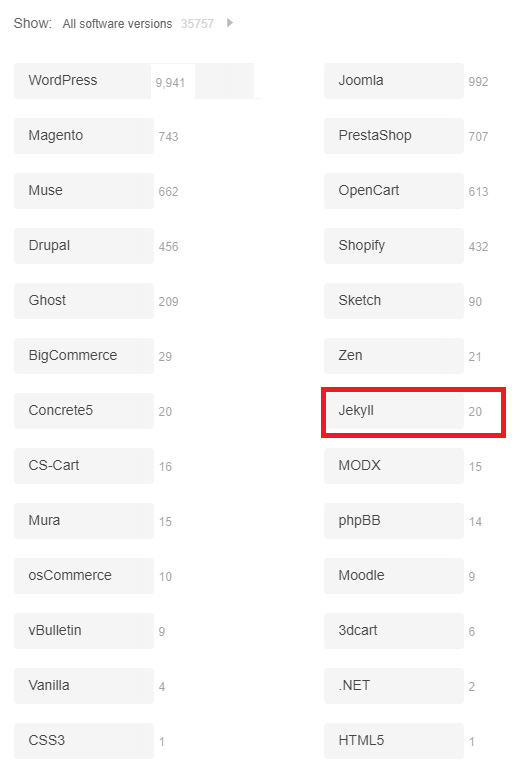 Show: All software versions 35757
WordPress 9,941 Joomla 992
Magento 743 PrestaShop 707
Muse 662 OpenCart 613
Drupal 456 Shopify 432
Ghost 209 Sketch 90
BigCommerce 29 Zen 21
Concrete5 20 Jekyll 20
CS-Cart 16 MODX 15
Mura 15 phpBB 14
osCommerce 10 Moodle 9
vBulletin 9 3dcart 6
Vanilla 4 .NET 2
CSS3 1 HTML5 1